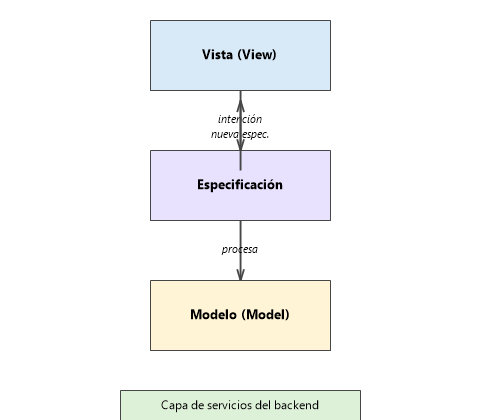 Vista (View)
intención
nueva espec.
Especificación
procesa
Modelo (Model)
Capa de servicios del backend